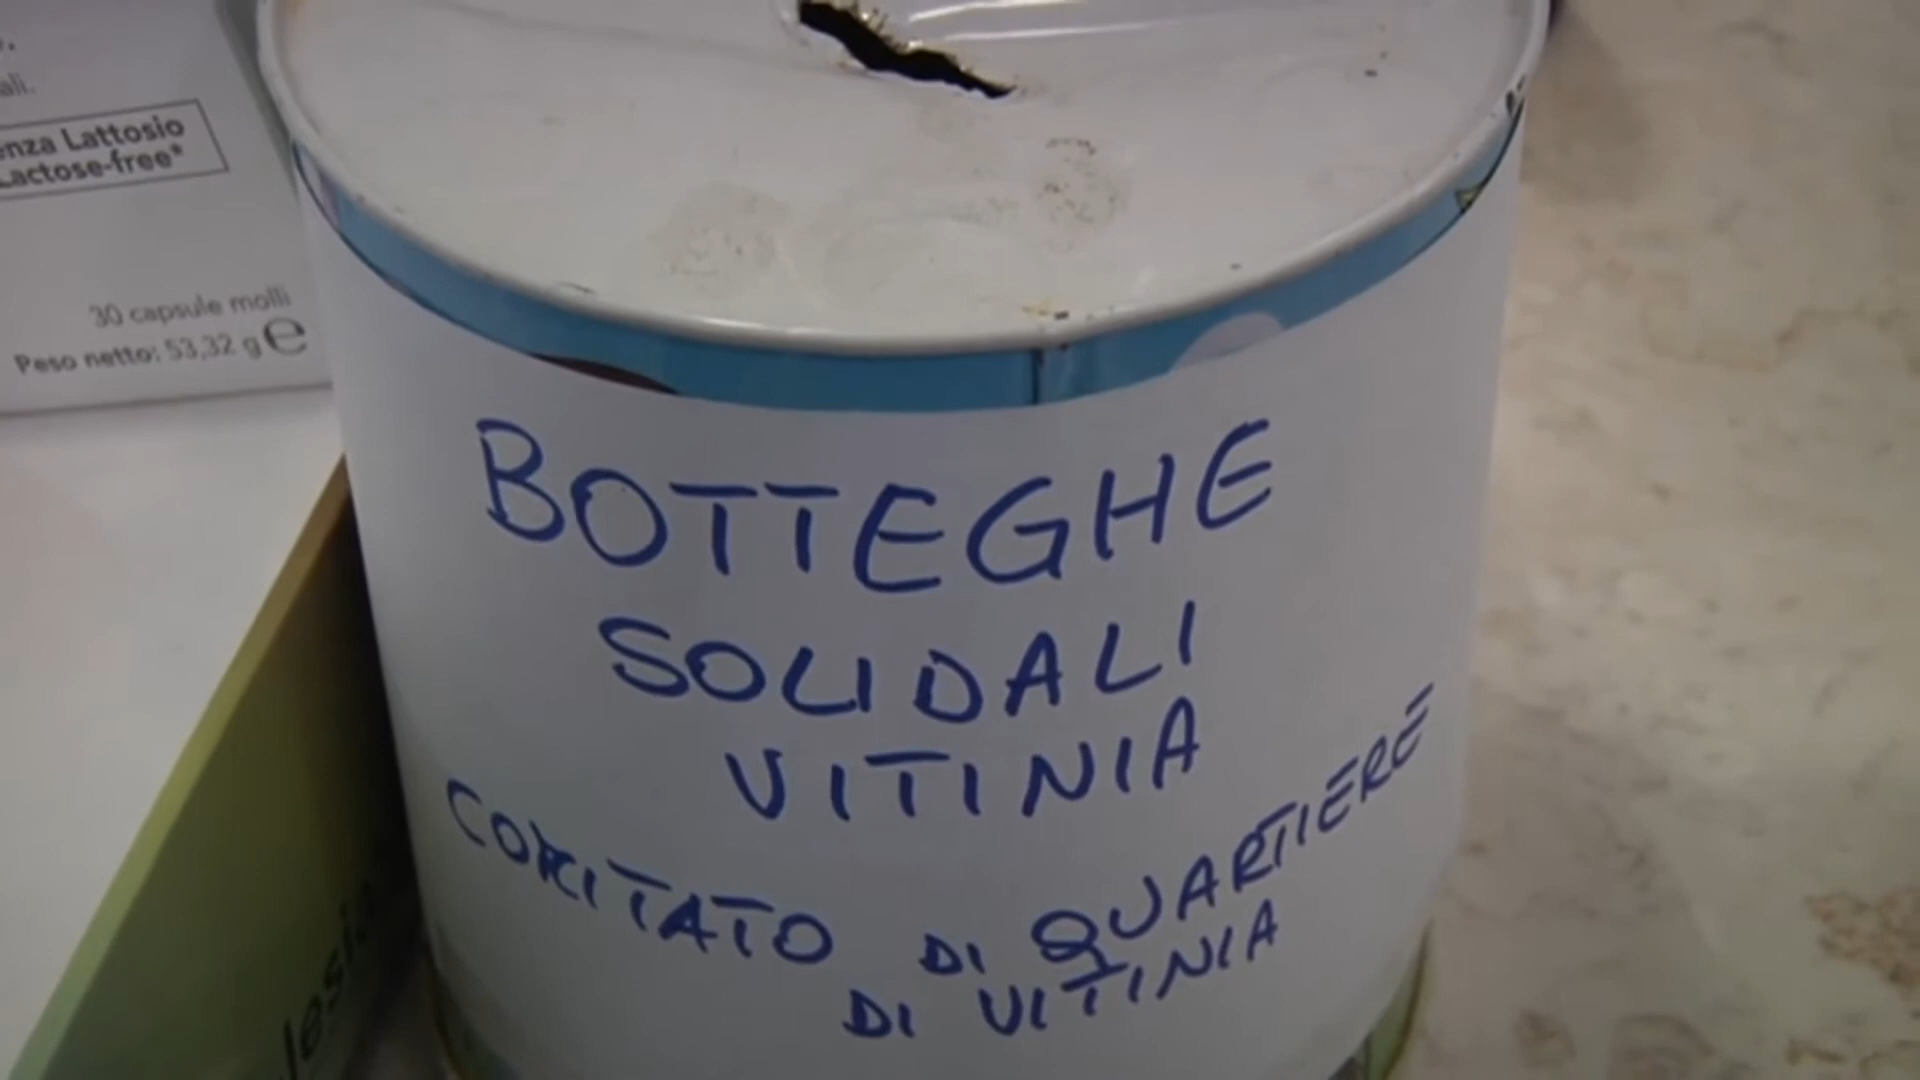 ali.
enza Lattosio
Lactose-free*
30 capsule molli
Peso netto: 53,32 g e
BOTTEGHE
SOLIDALI
VITINIA
COMITATO DI QUARTIERE
DI VITINIA